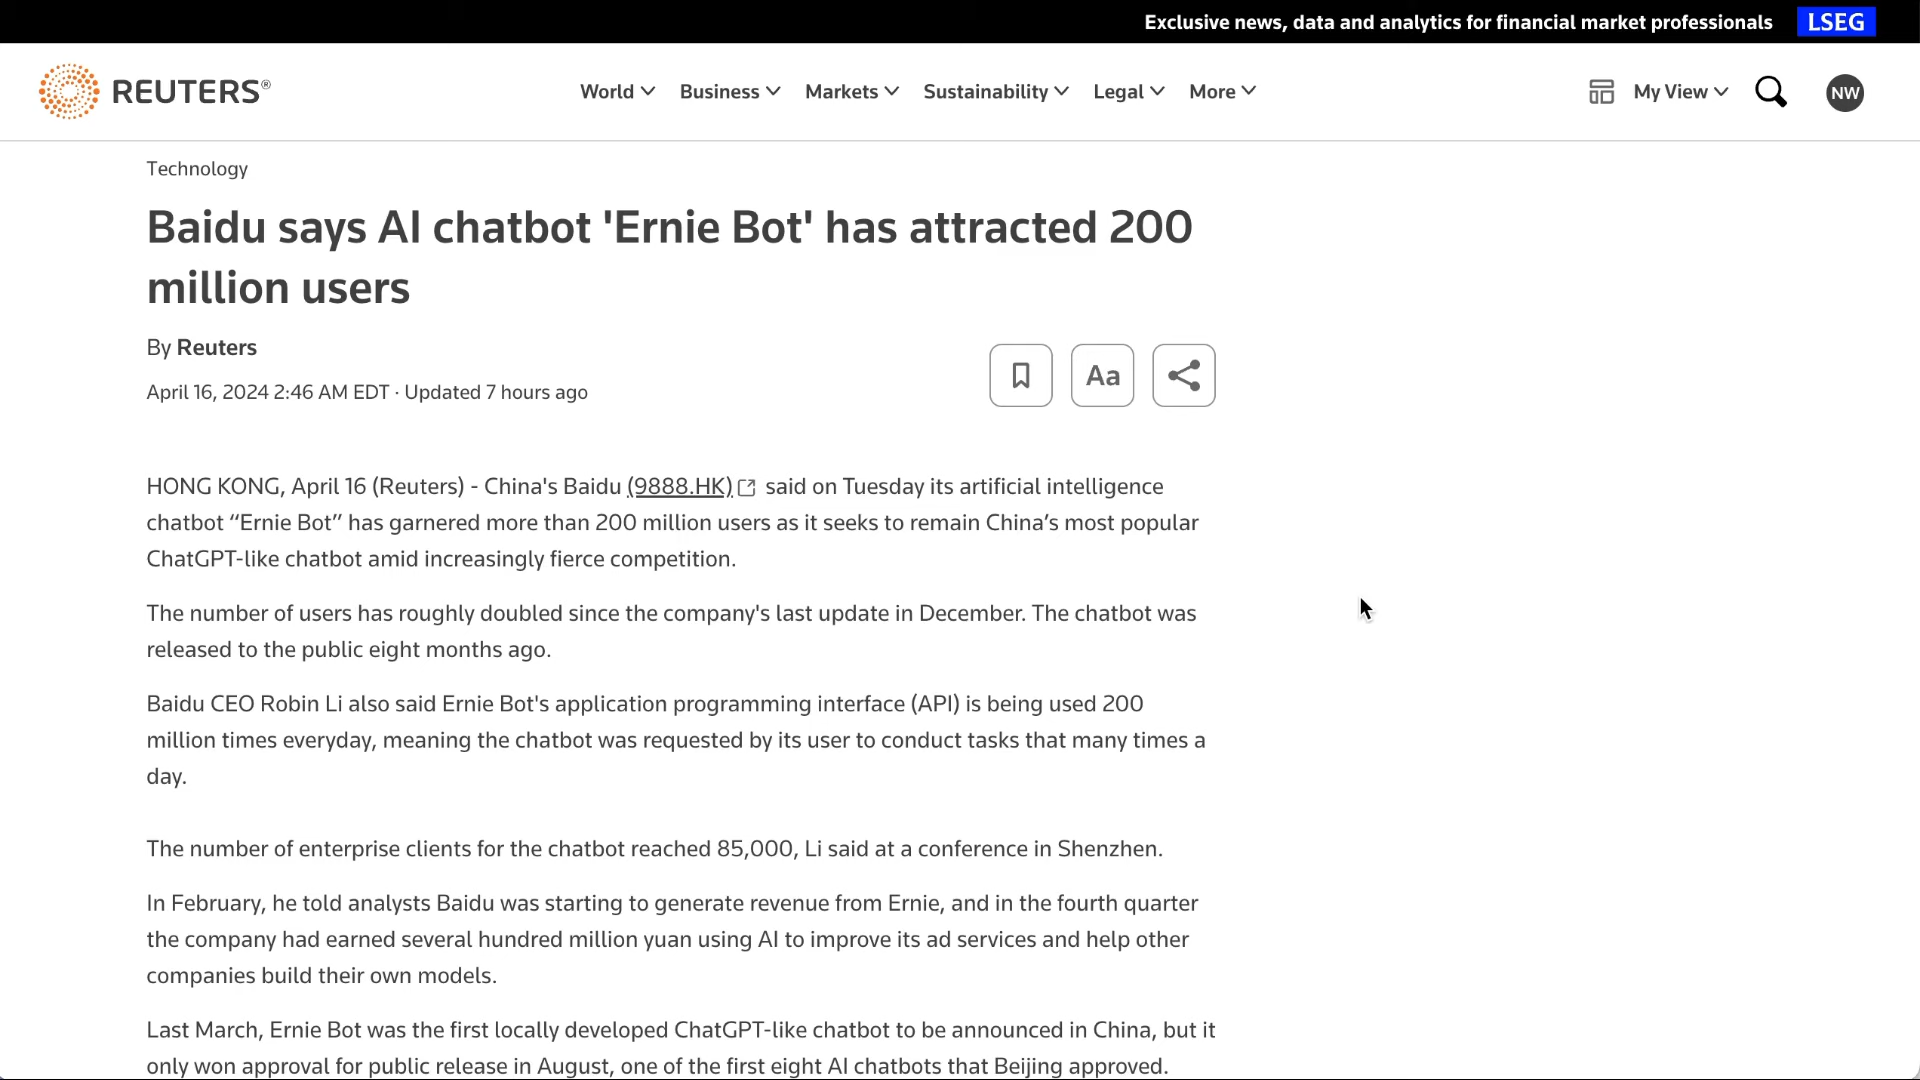 Exclusive news, data and analytics for financial market professionals LSEG
REUTERS® World Business Markets Sustainability Legal More My View NW
Technology
Baidu says AI chatbot 'Ernie Bot' has attracted 200
million users
By Reuters
April 16, 2024 2:46 AM EDT · Updated 7 hours ago
Aa
HONG KONG, April 16 (Reuters) - China's Baidu (9888.HK) said on Tuesday its artificial intelligence
chatbot “Ernie Bot” has garnered more than 200 million users as it seeks to remain China’s most popular
ChatGPT-like chatbot amid increasingly fierce competition.
The number of users has roughly doubled since the company's last update in December. The chatbot was
released to the public eight months ago.
Baidu CEO Robin Li also said Ernie Bot's application programming interface (API) is being used 200
million times everyday, meaning the chatbot was requested by its user to conduct tasks that many times a
day.
The number of enterprise clients for the chatbot reached 85,000, Li said at a conference in Shenzhen.
In February, he told analysts Baidu was starting to generate revenue from Ernie, and in the fourth quarter
the company had earned several hundred million yuan using AI to improve its ad services and help other
companies build their own models.
Last March, Ernie Bot was the first locally developed ChatGPT-like chatbot to be announced in China, but it
only won approval for public release in August, one of the first eight AI chatbots that Beijing approved.